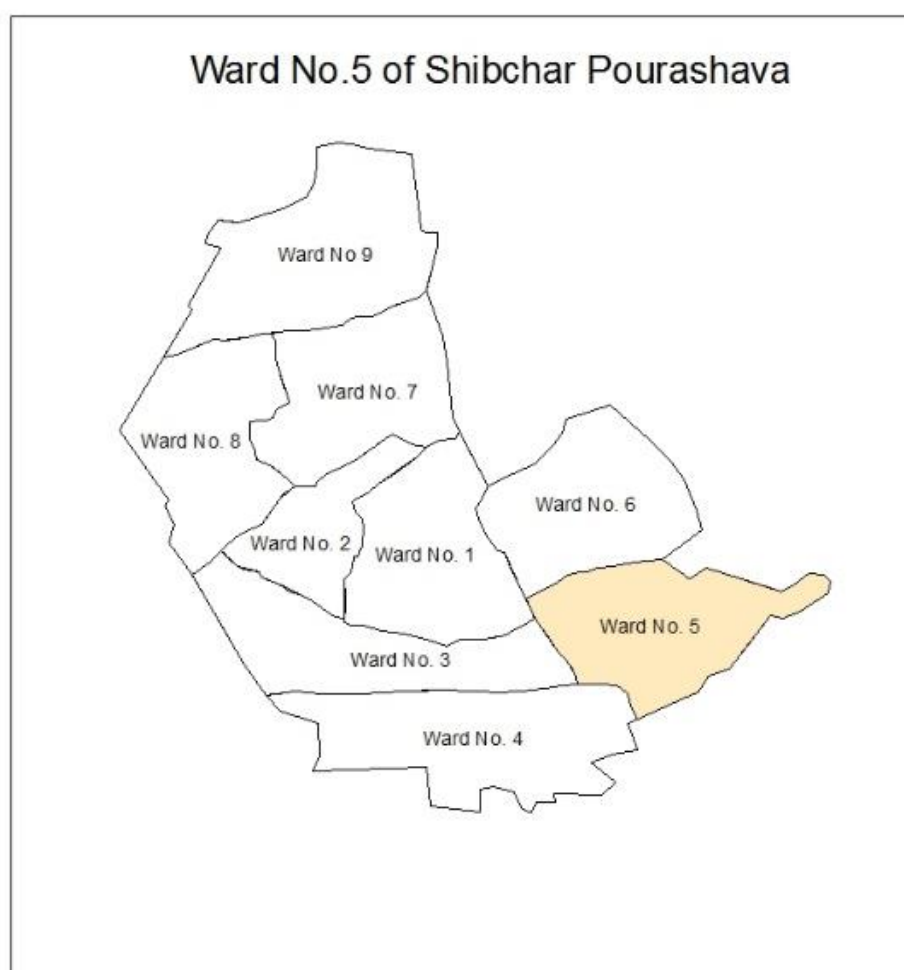 Ward No.5 of Shibchar Pourashava
Ward No 9
Ward No. 7
Ward No. 8
Ward No. 6
Ward No. 2
Ward No. 1
Ward No. 5
Ward No. 3
Ward No. 4